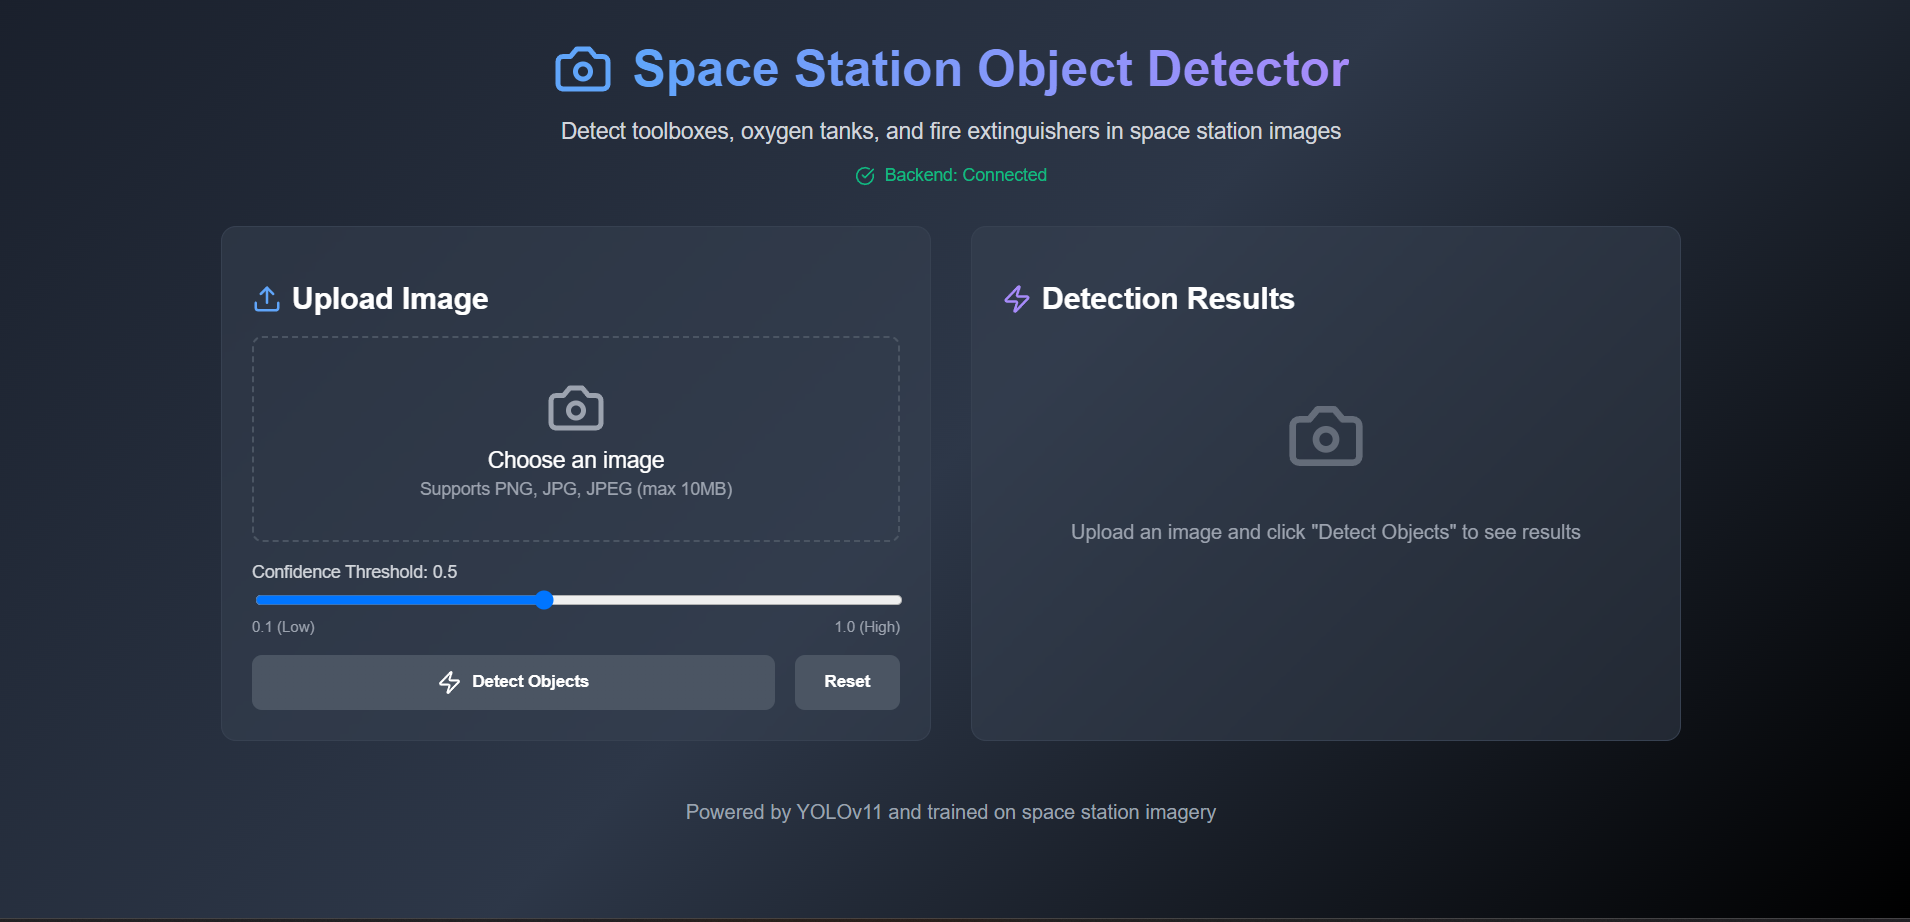 Space Station Object Detector
Detect toolboxes, oxygen tanks, and fire extinguishers in space station images
Backend: Connected
Upload Image
Choose an image
Supports PNG, JPG, JPEG (max 10MB)
Confidence Threshold: 0.5
0.1 (Low)
1.0 (High)
Detect Objects
Reset
Detection Results
Upload an image and click "Detect Objects" to see results
Powered by YOLOv11 and trained on space station imagery